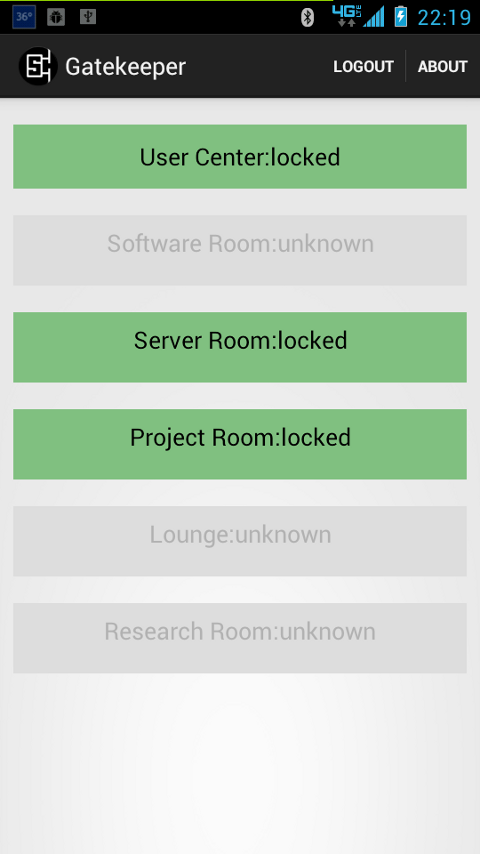 36°
4G
22:19
Gatekeeper
LOGOUT
ABOUT
User Center:locked
Software Room:unknown
Server Room:locked
Project Room:locked
Lounge:unknown
Research Room:unknown